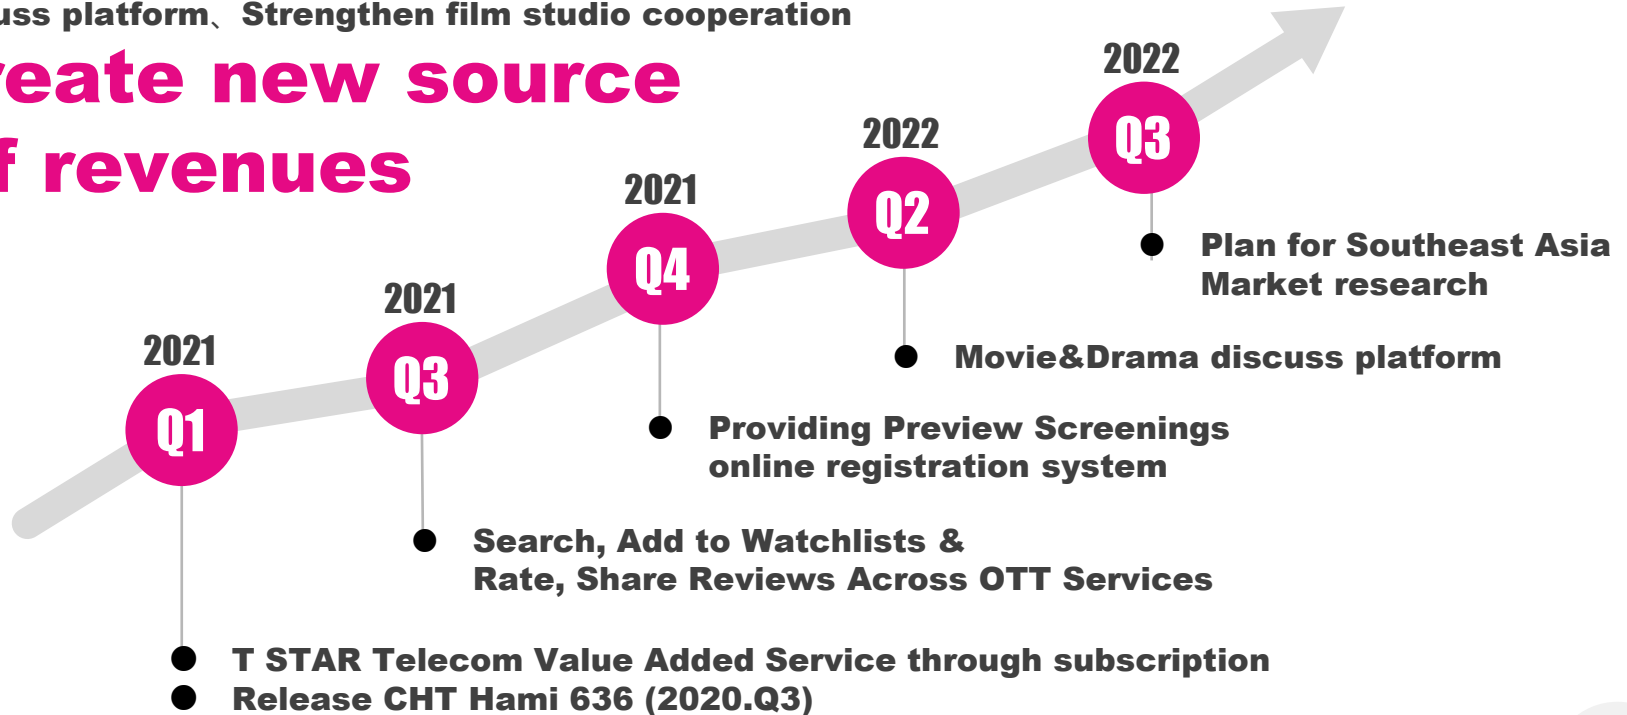 platform、Strengthen film studio cooperation
new source
revenues
2022
Q3
2022
Q2
2021
Q4
2021
Q3
2021
Q1
Plan for Southeast Asia
Market research
Movie&Drama discuss platform
Providing Preview Screenings
online registration system
Search, Add to Watchlists &
Rate, Share Reviews Across OTT Services
T STAR Telecom Value Added Service through subscription
Release CHT Hami 636 (2020.Q3)